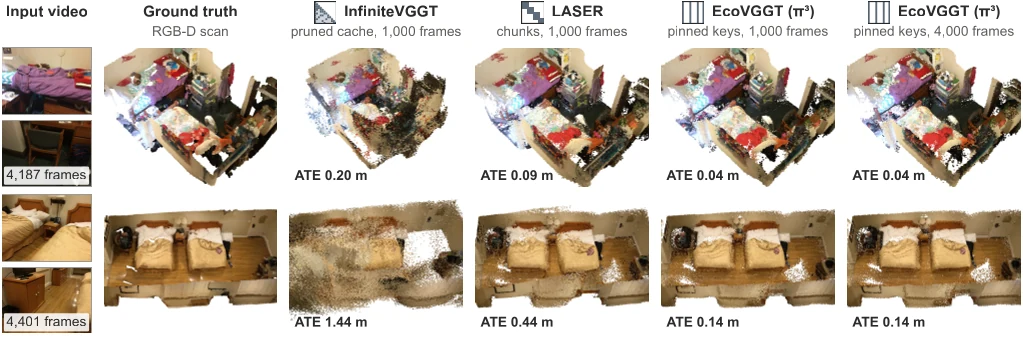 Input video
Ground truth
RGB-D scan
InfiniteVGGT
pruned cache, 1,000 frames
LASER
chunks, 1,000 frames
EcoVGGT (π³)
pinned keys, 1,000 frames
EcoVGGT (π³)
pinned keys, 4,000 frames
4,187 frames
ATE 0.20 m
ATE 0.09 m
ATE 0.04 m
ATE 0.04 m
4,401 frames
ATE 1.44 m
ATE 0.44 m
ATE 0.14 m
ATE 0.14 m